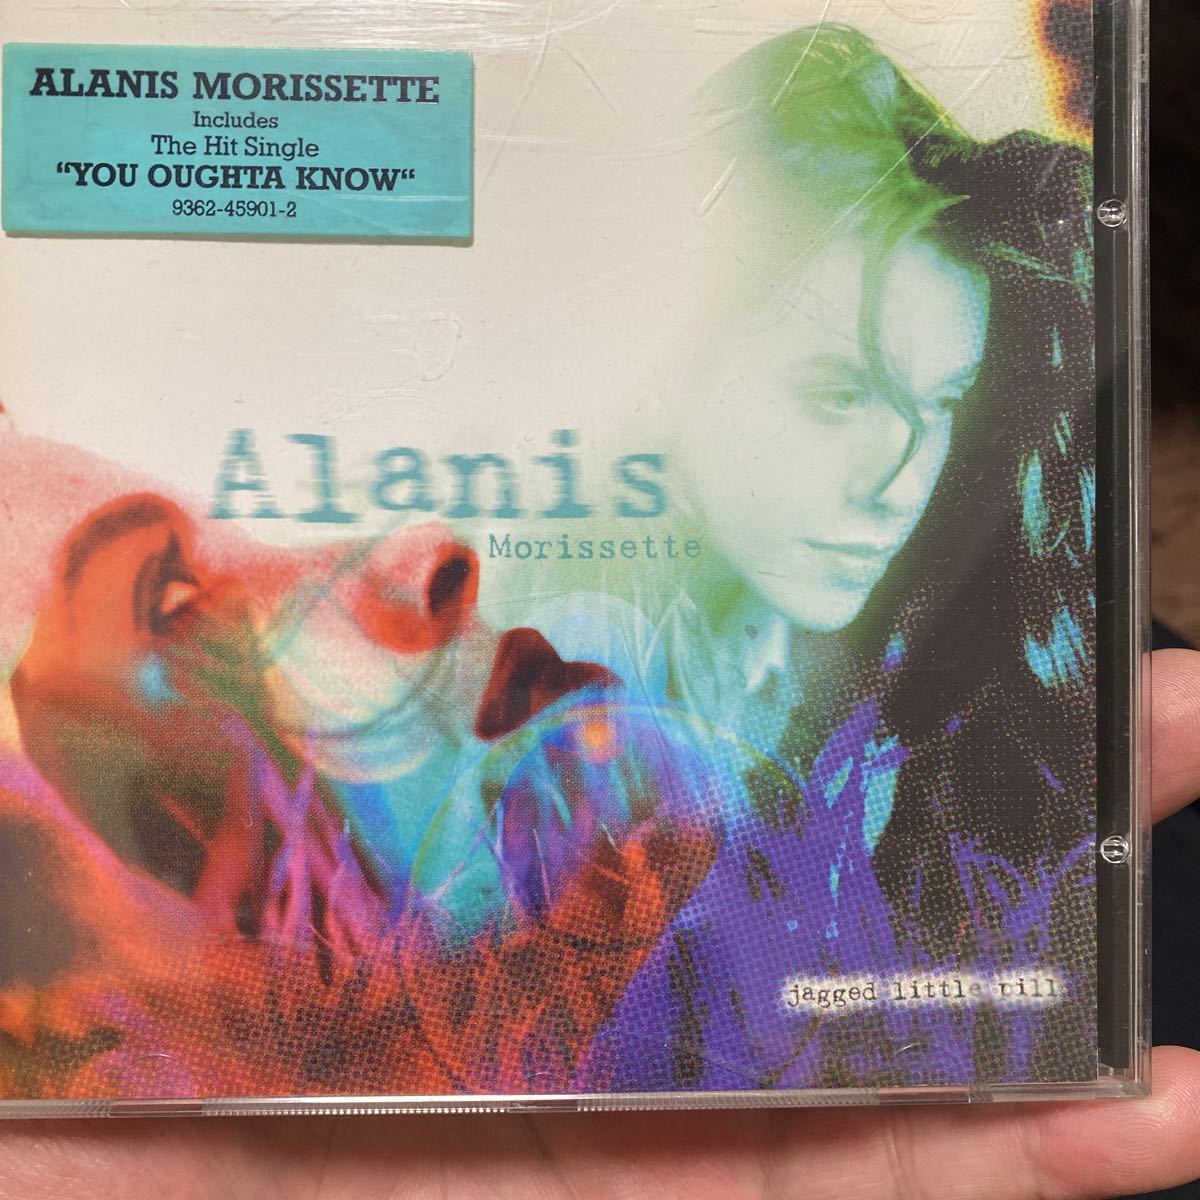 ALANIS MORISSETTE
Includes
The Hit Single
"YOU OUGHTA KNOW"
9362-45901-2
Alanis
Morissette
jagged little pill